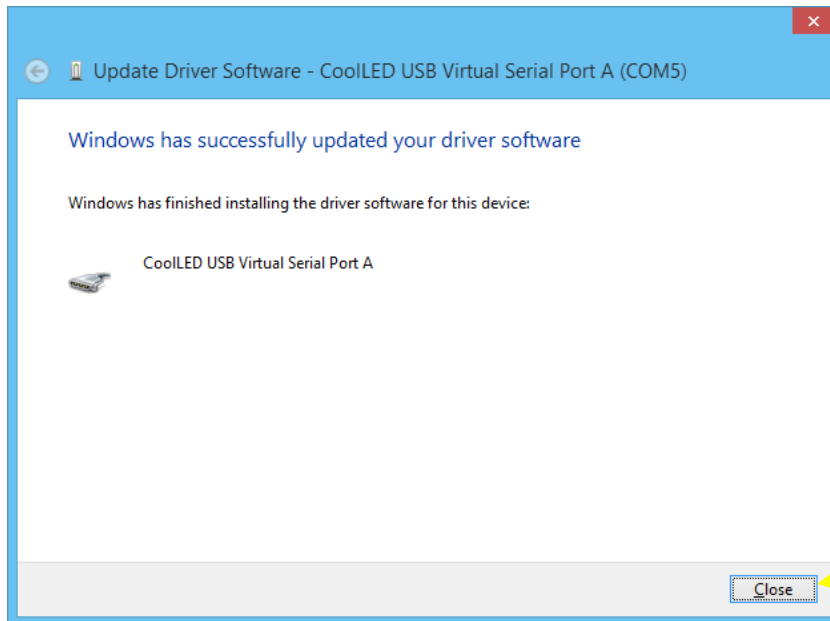 Update Driver Software - CoolLED USB Virtual Serial Port A (COM5)
Windows has successfully updated your driver software
Windows has finished installing the driver software for this device:
CoolLED USB Virtual Serial Port A
Close